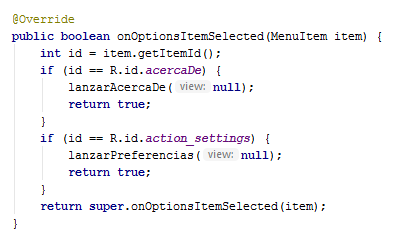 @Override
public boolean onOptionsItemSelected(MenuItem item) {
    int id = item.getItemId();
    if (id == R.id.acercaDe) {
        lanzarAcercaDe( view: null);
        return true;
    }
    if (id == R.id.action_settings) {
        lanzarPreferencias( view: null);
        return true;
    }
    return super.onOptionsItemSelected(item);
}